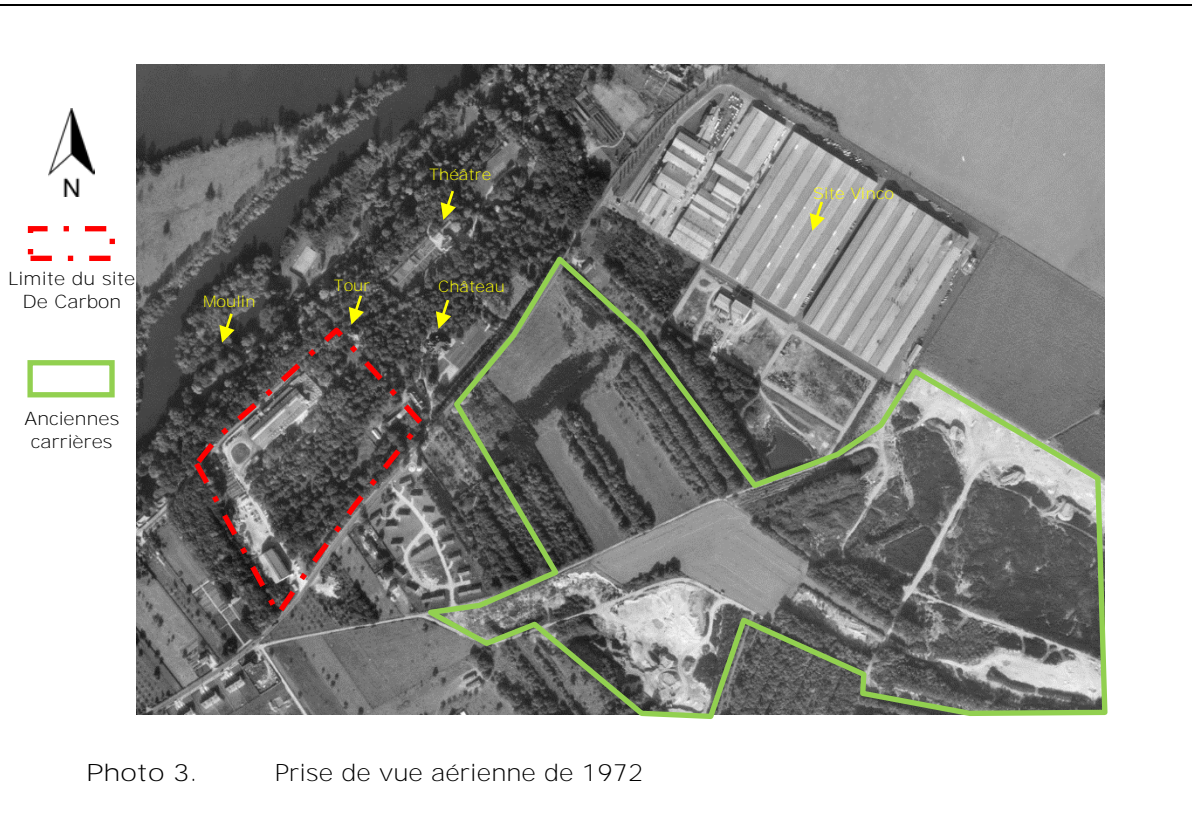 Théâtre
Site Vinco
N
Limite du site
De Carbon
Moulin
Tour
Château
Anciennes
carrières
Photo 3. Prise de vue aérienne de 1972